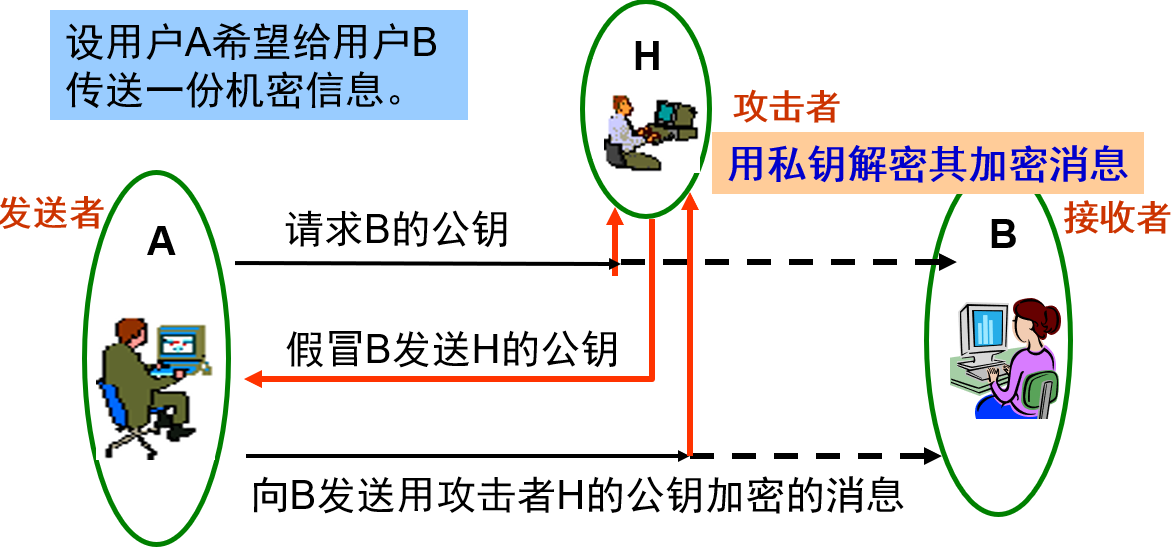 设用户A希望给用户B
传送一份机密信息。
H
攻击者
用私钥解密其加密消息
发送者
接收者
A
请求B的公钥
B
假冒B发送H的公钥
向B发送用攻击者H的公钥加密的消息